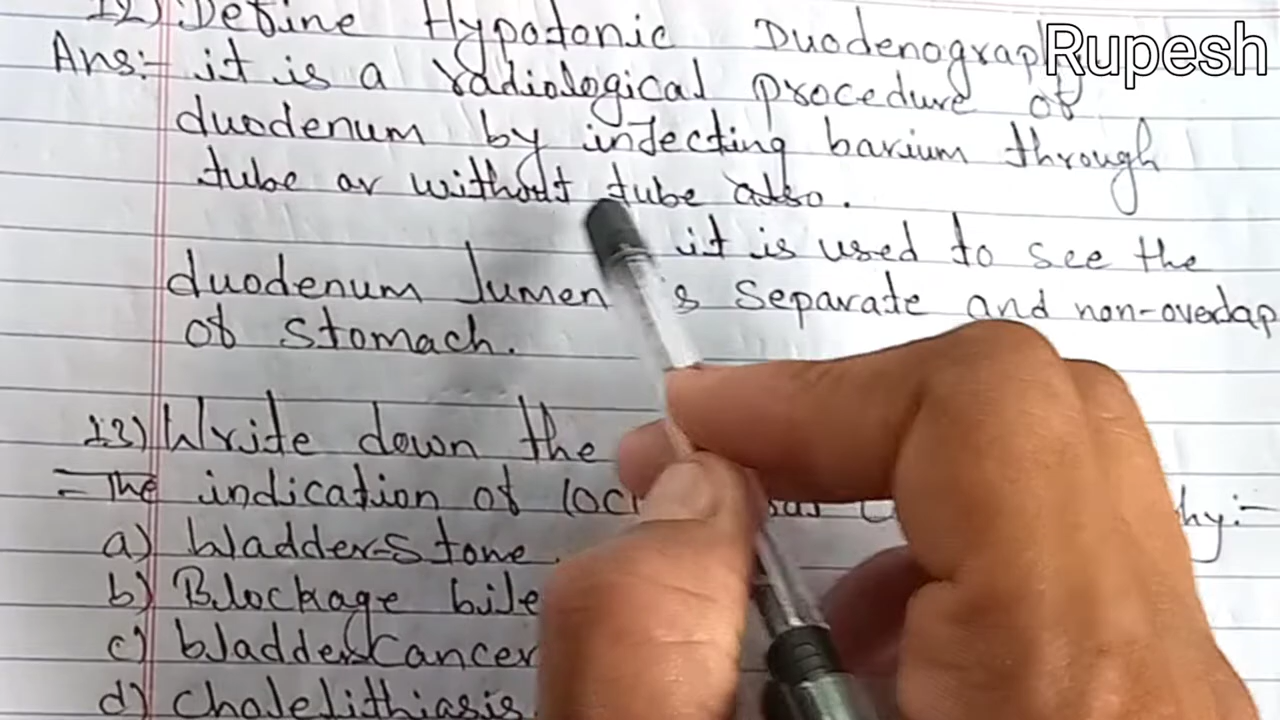 12) Define Hypotonic Duodenograph
Rupesh
Ans:- it is a radiological procedure of
duodenum by injecting barium through
tube or without tube also.
it is used to see the
duodenum lumen is separate and non-overlap
of stomach.
13) Write down the
= The indication of
a) bladder-Stone.
b) Blockage bile
c) bladder Cancer
d) Cholelithiasis.